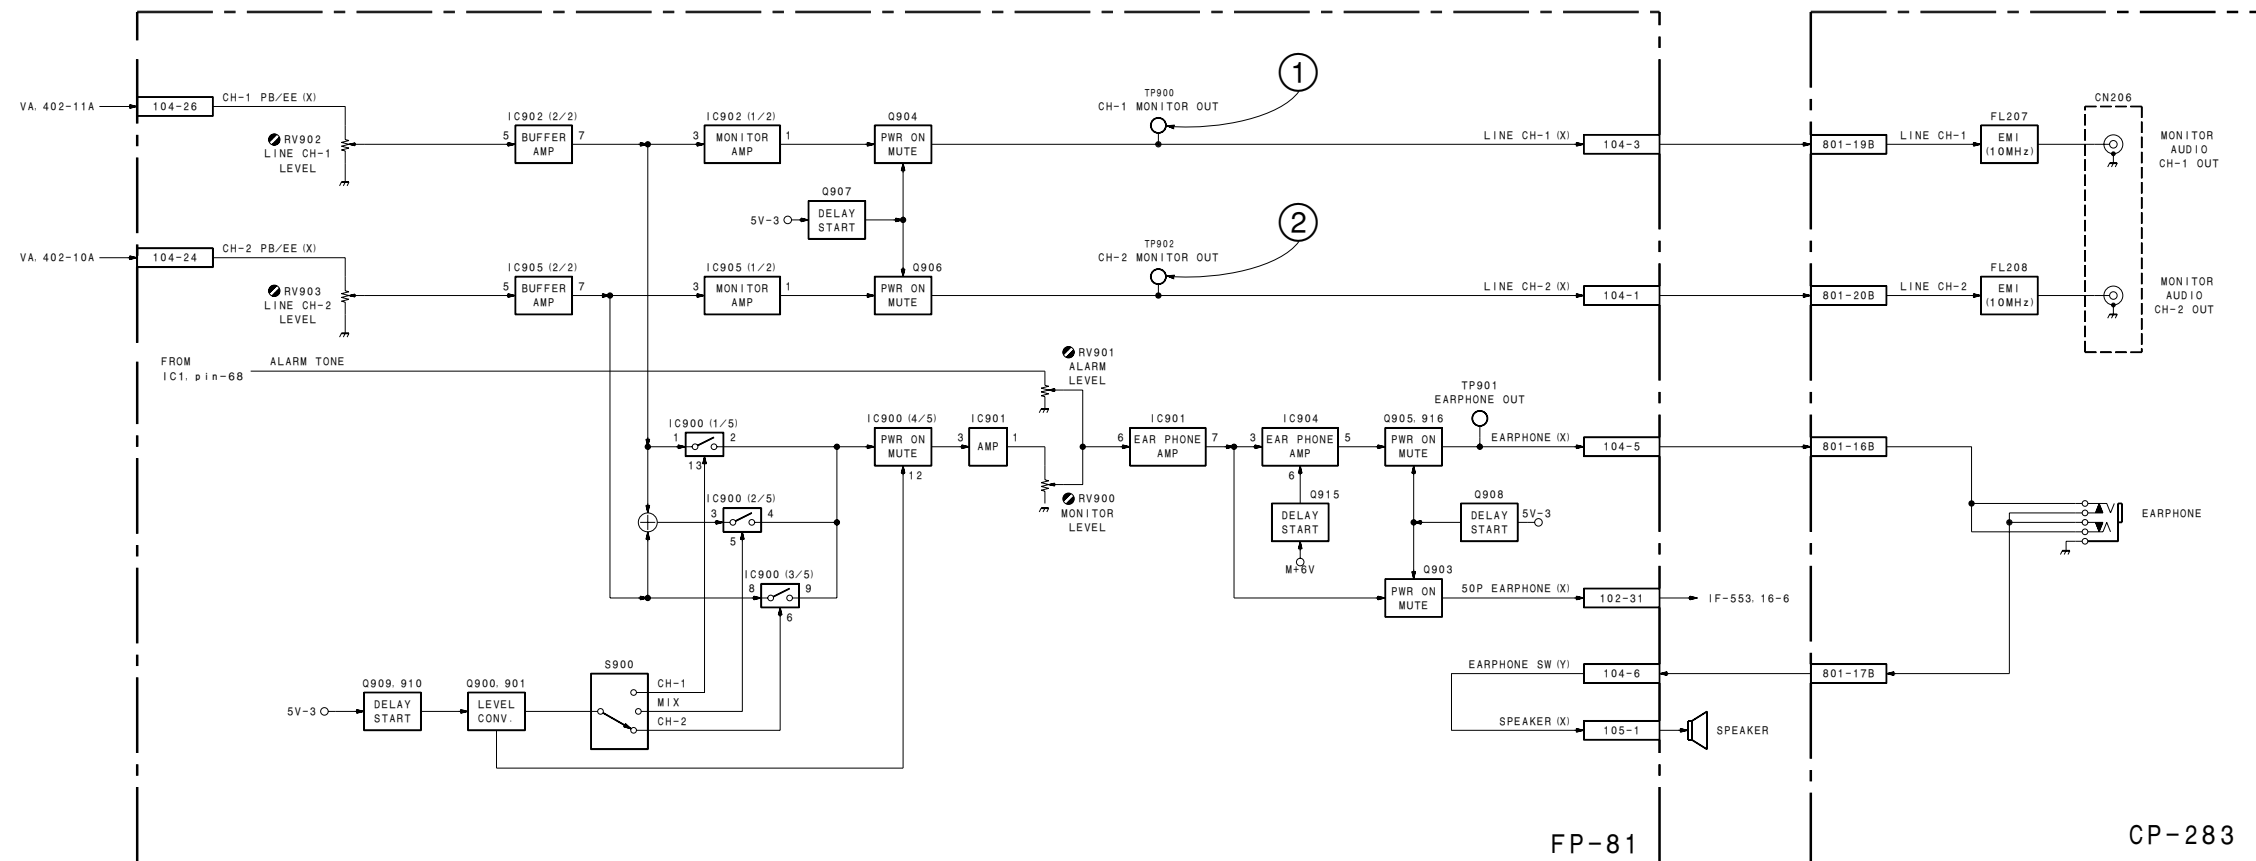 VA. 402-11A
104-26
CH-1 PB/EE (X)
RV902
LINE CH-1
LEVEL
5
IC902 (2/2)
BUFFER
AMP
7
3
IC902 (1/2)
MONITOR
AMP
1
Q904
PWR ON
MUTE
TP900
CH-1 MONITOR OUT
1
LINE CH-1 (X)
104-3
801-19B
LINE CH-1
FL207
EMI
(10MHz)
CN206
MONITOR
AUDIO
CH-1 OUT
5V-3
Q907
DELAY
START
VA. 402-10A
104-24
CH-2 PB/EE (X)
RV903
LINE CH-2
LEVEL
5
IC905 (2/2)
BUFFER
AMP
7
3
IC905 (1/2)
MONITOR
AMP
1
Q906
PWR ON
MUTE
TP902
CH-2 MONITOR OUT
2
LINE CH-2 (X)
104-1
801-20B
LINE CH-2
FL208
EMI
(10MHz)
MONITOR
AUDIO
CH-2 OUT
FROM
IC1. pin-68
ALARM TONE
RV901
ALARM
LEVEL
IC900 (1/5)
1
2
13
IC900 (4/5)
PWR ON
MUTE
12
3
IC901
AMP
1
RV900
MONITOR
LEVEL
6
IC901
EAR PHONE
AMP
7
3
IC904
EAR PHONE
AMP
5
6
Q905. 916
PWR ON
MUTE
TP901
EARPHONE OUT
EARPHONE (X)
104-5
801-16B
IC900 (2/5)
3
4
5
Q915
DELAY
START
M+6V
Q908
DELAY
START
5V-3
EARPHONE
IC900 (3/5)
8
9
6
Q903
PWR ON
MUTE
50P EARPHONE (X)
102-31
IF-553. 16-6
5V-3
Q909. 910
DELAY
START
Q900. 901
LEVEL
CONV.
S900
CH-1
MIX
CH-2
EARPHONE SW (Y)
104-6
801-17B
SPEAKER (X)
105-1
SPEAKER
FP-81
CP-283